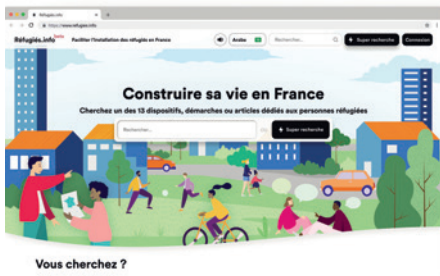 Réfugiés.info
https://www.refugies.info
Réfugiés.info beta Faciliter l'installation des réfugiés en France Arabe Rechercher... Super recherche Connexion
Construire sa vie en France
Cherchez un des 13 dispositifs, démarches ou articles dédiés aux personnes réfugiées
Rechercher... ou Super recherche
Vous cherchez ?